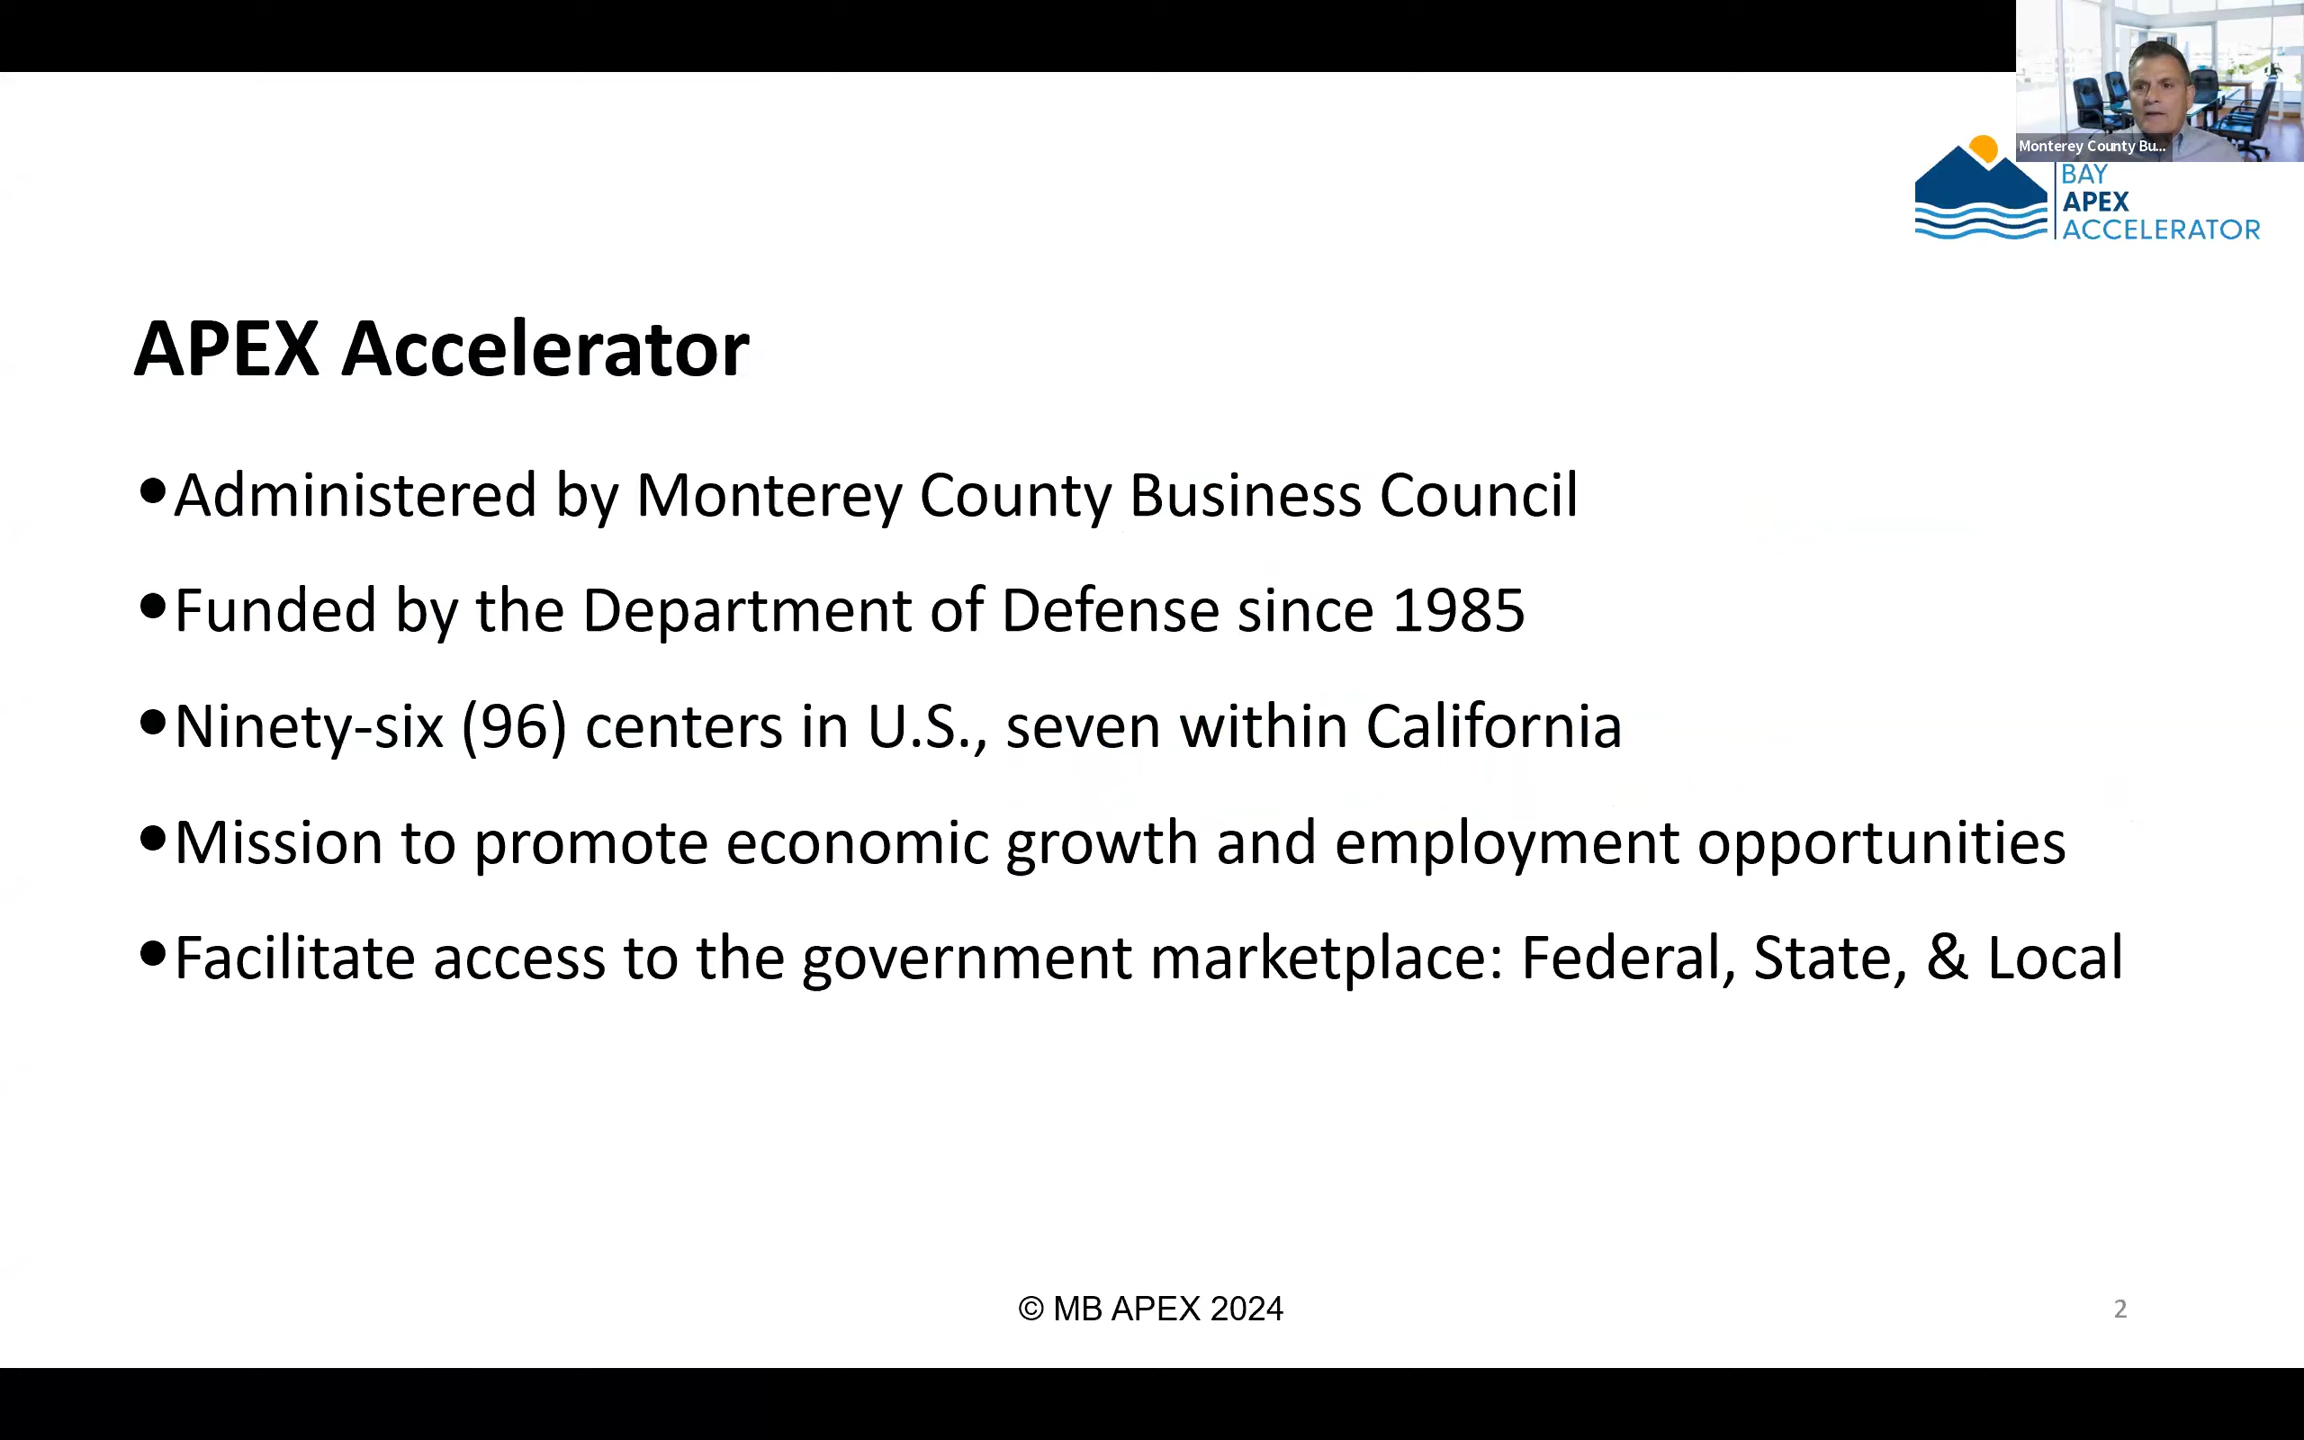 Monterey County Bu...
BAY
APEX
ACCELERATOR
APEX Accelerator
•Administered by Monterey County Business Council
•Funded by the Department of Defense since 1985
•Ninety-six (96) centers in U.S., seven within California
•Mission to promote economic growth and employment opportunities
•Facilitate access to the government marketplace: Federal, State, & Local
© MB APEX 2024
2